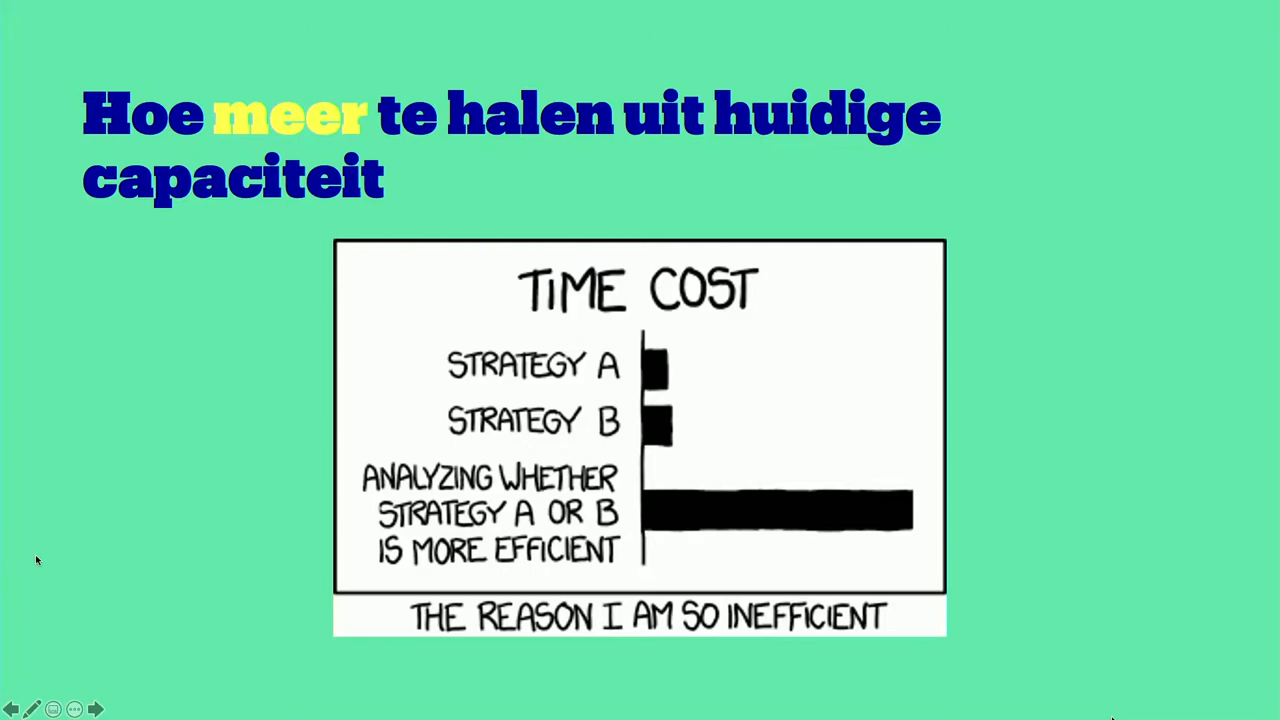 Hoe meer te halen uit huidige
capaciteit
TIME COST
STRATEGY A
STRATEGY B
ANALYZING WHETHER
STRATEGY A OR B
IS MORE EFFICIENT
THE REASON I AM SO INEFFICIENT